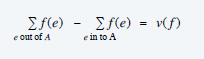 ∑f(e) − ∑f(e) = v(f)
e out of A e in to A